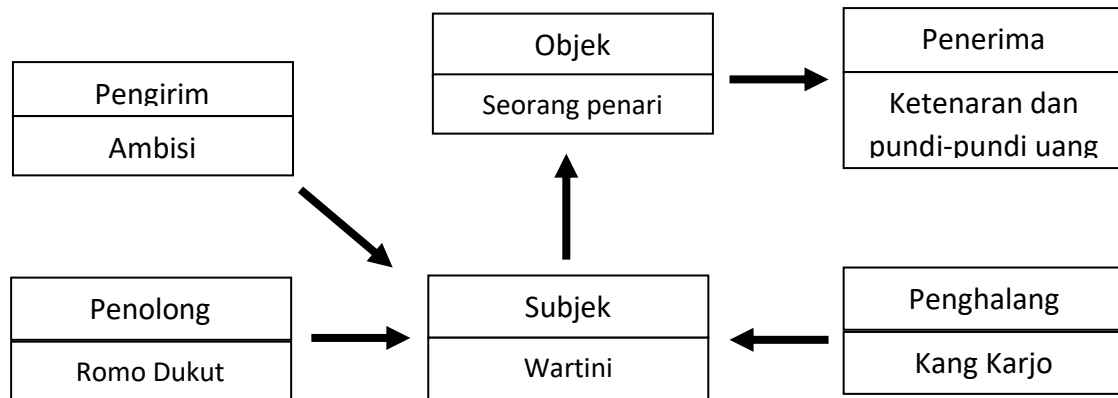 Pengirim
Ambisi
Objek
Seorang penari
Penerima
Ketenaran dan
pundi-pundi uang
Penolong
Romo Dukut
Subjek
Wartini
Penghalang
Kang Karjo